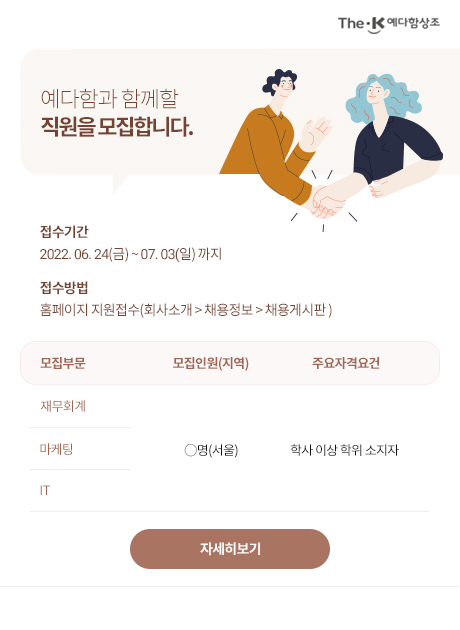 The·K예다함상조
예다함과 함께할
직원을 모집합니다.
접수기간
2022. 06. 24(금) ~ 07. 03(일) 까지
접수방법
홈페이지 지원접수(회사소개 > 채용정보 > 채용게시판 )
모집부문 모집인원(지역) 주요자격요건
재무회계
마케팅 〇명(서울) 학사 이상 학위 소지자
IT
자세히보기